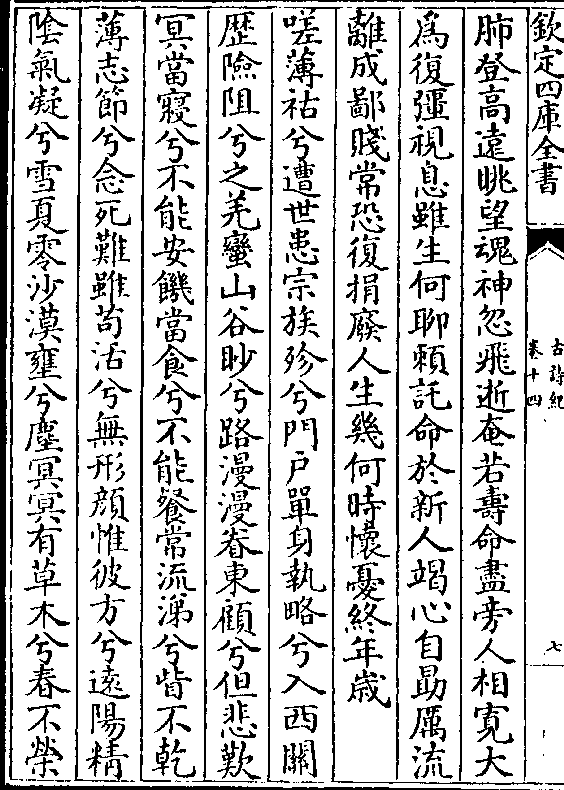 欽定四庫全書
古詩紀
卷十四
七
肺登高遠眺望魂神忽飛逝奄若壽命盡旁人相寛大
爲復彊視息雖生何聊頼託命於新人竭心自勗厲流
離成鄙賤常恐復捐廢人生幾何時懷憂終年歳
嗟薄祜兮遭世患宗族殄兮門戸單身執略兮入西關
歴險阻兮之羌蠻山谷眇兮路漫漫眷東顧兮但悲歎
冥當寢兮不能安饑當食兮不能餐常流涕兮眥不乾
薄志節兮念死難雖茍活兮無形顔惟彼方兮遠陽精
隂氣凝兮雪夏零沙漠壅兮塵冥冥有草木兮春不榮